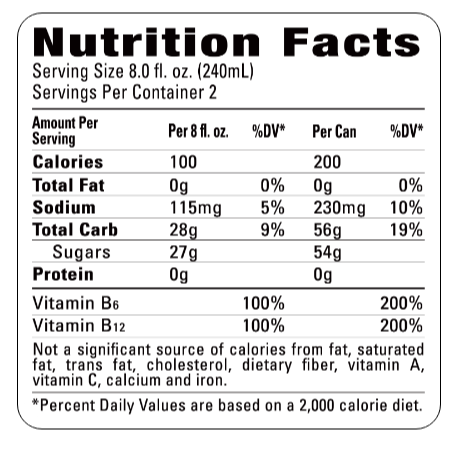 Nutrition Facts
Serving Size 8.0 fl. oz. (240mL)
Servings Per Container 2
Amount Per Serving Per 8 fl. oz. %DV* Per Can %DV*
Calories 100 200
Total Fat 0g 0% 0g 0%
Sodium 115mg 5% 230mg 10%
Total Carb 28g 9% 56g 19%
Sugars 27g 54g
Protein 0g 0g
Vitamin B6 100% 200%
Vitamin B12 100% 200%
Not a significant source of calories from fat, saturated
fat, trans fat, cholesterol, dietary fiber, vitamin A,
vitamin C, calcium and iron.
*Percent Daily Values are based on a 2,000 calorie diet.